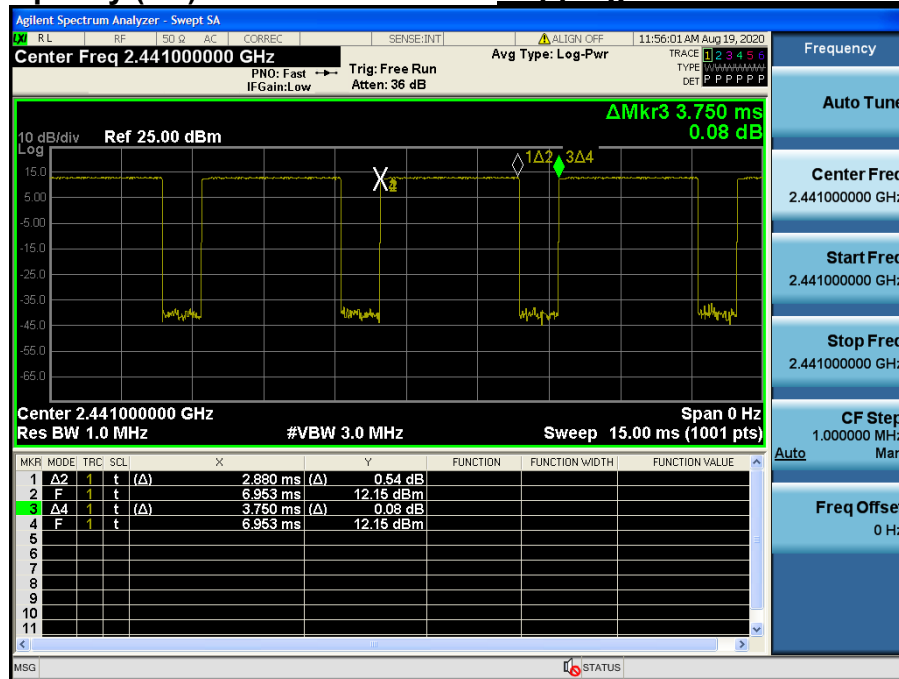 Agilent Spectrum Analyzer - Swept SA
LXI RL RF 50 Ω AC CORREC SENSE:INT ALIGN OFF 11:56:01 AM Aug 19, 2020
Center Freq 2.441000000 GHz Avg Type: Log-Pwr TRACE 1 2 3 4 5 6
PNO: Fast Trig: Free Run TYPE WWWWWW
IFGain:Low Atten: 36 dB DET P P P P P P
ΔMkr3 3.750 ms
10 dB/div Ref 25.00 dBm 0.08 dB
Log
1Δ2 3Δ4
15.0
5.00
-5.00
-15.0
-25.0
-35.0
-45.0
-55.0
-65.0
Center 2.441000000 GHz Span 0 Hz
Res BW 1.0 MHz #VBW 3.0 MHz Sweep 15.00 ms (1001 pts)
MKR MODE TRC SCL X Y FUNCTION FUNCTION WIDTH FUNCTION VALUE
1 Δ2 1 t (Δ) 2.880 ms (Δ) 0.54 dB
2 F 1 t 6.953 ms 12.15 dBm
3 Δ4 1 t (Δ) 3.750 ms (Δ) 0.08 dB
4 F 1 t 6.953 ms 12.15 dBm
5
6
7
8
9
10
11
MSG STATUS
Frequency
Auto Tune
Center Freq
2.441000000 GHz
Start Freq
2.441000000 GHz
Stop Freq
2.441000000 GHz
CF Step
1.000000 MHz
Auto Man
Freq Offset
0 Hz